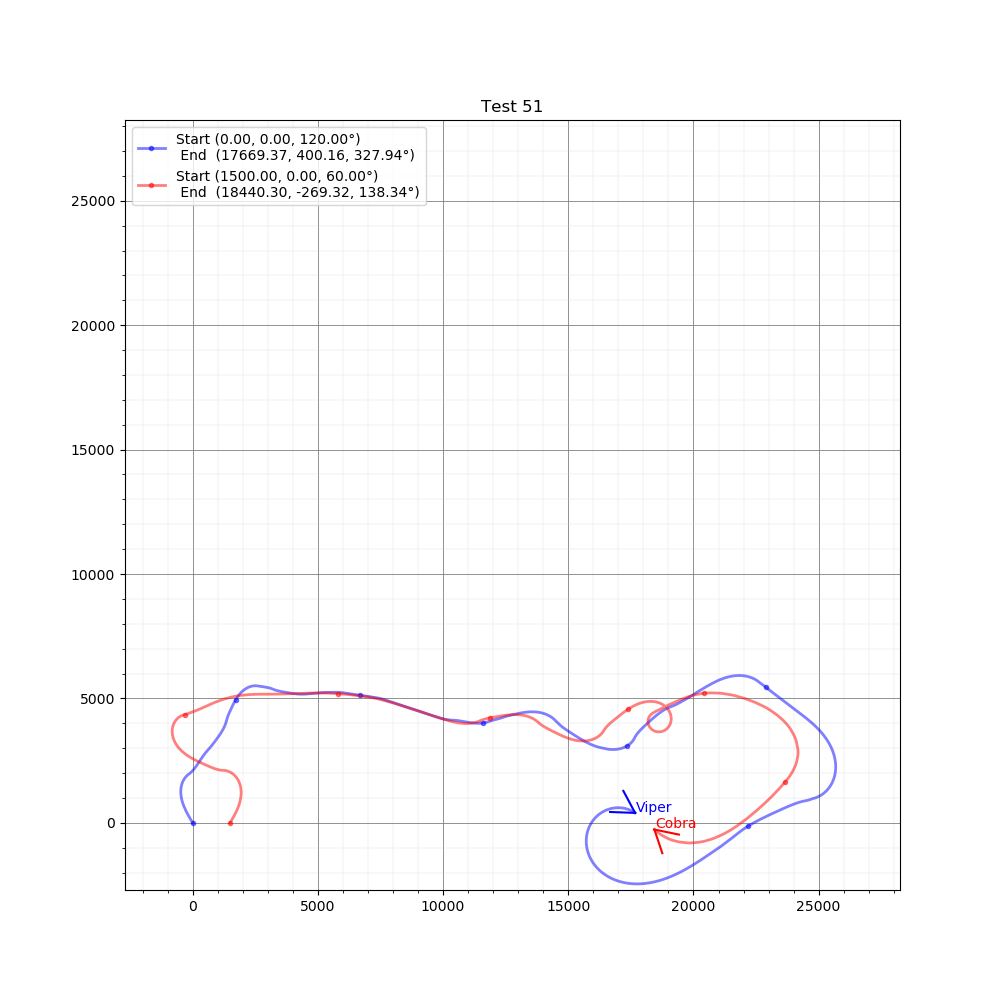 Test 51
Start (0.00, 0.00, 120.00°)
End (17669.37, 400.16, 327.94°)
Start (1500.00, 0.00, 60.00°)
End (18440.30, -269.32, 138.34°)
25000
20000
15000
10000
5000
0
Viper
Cobra
0 5000 10000 15000 20000 25000